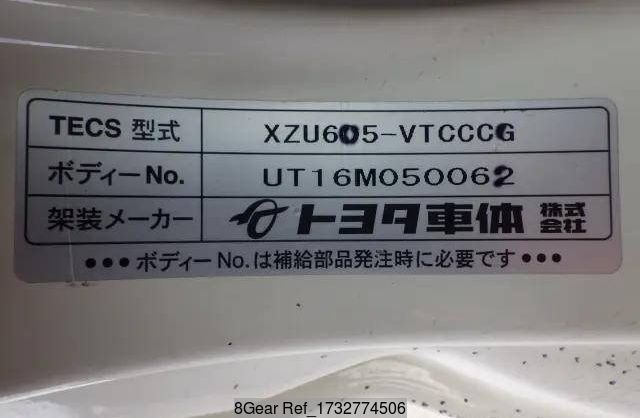 TECS 型式 XZU605-VTCCCG
ボディーNo. UT16M050062
架装メーカー トヨタ車体 株式会社
●●●ボディーNo.は補給部品発注時に必要です●●●
8Gear Ref_1732774506